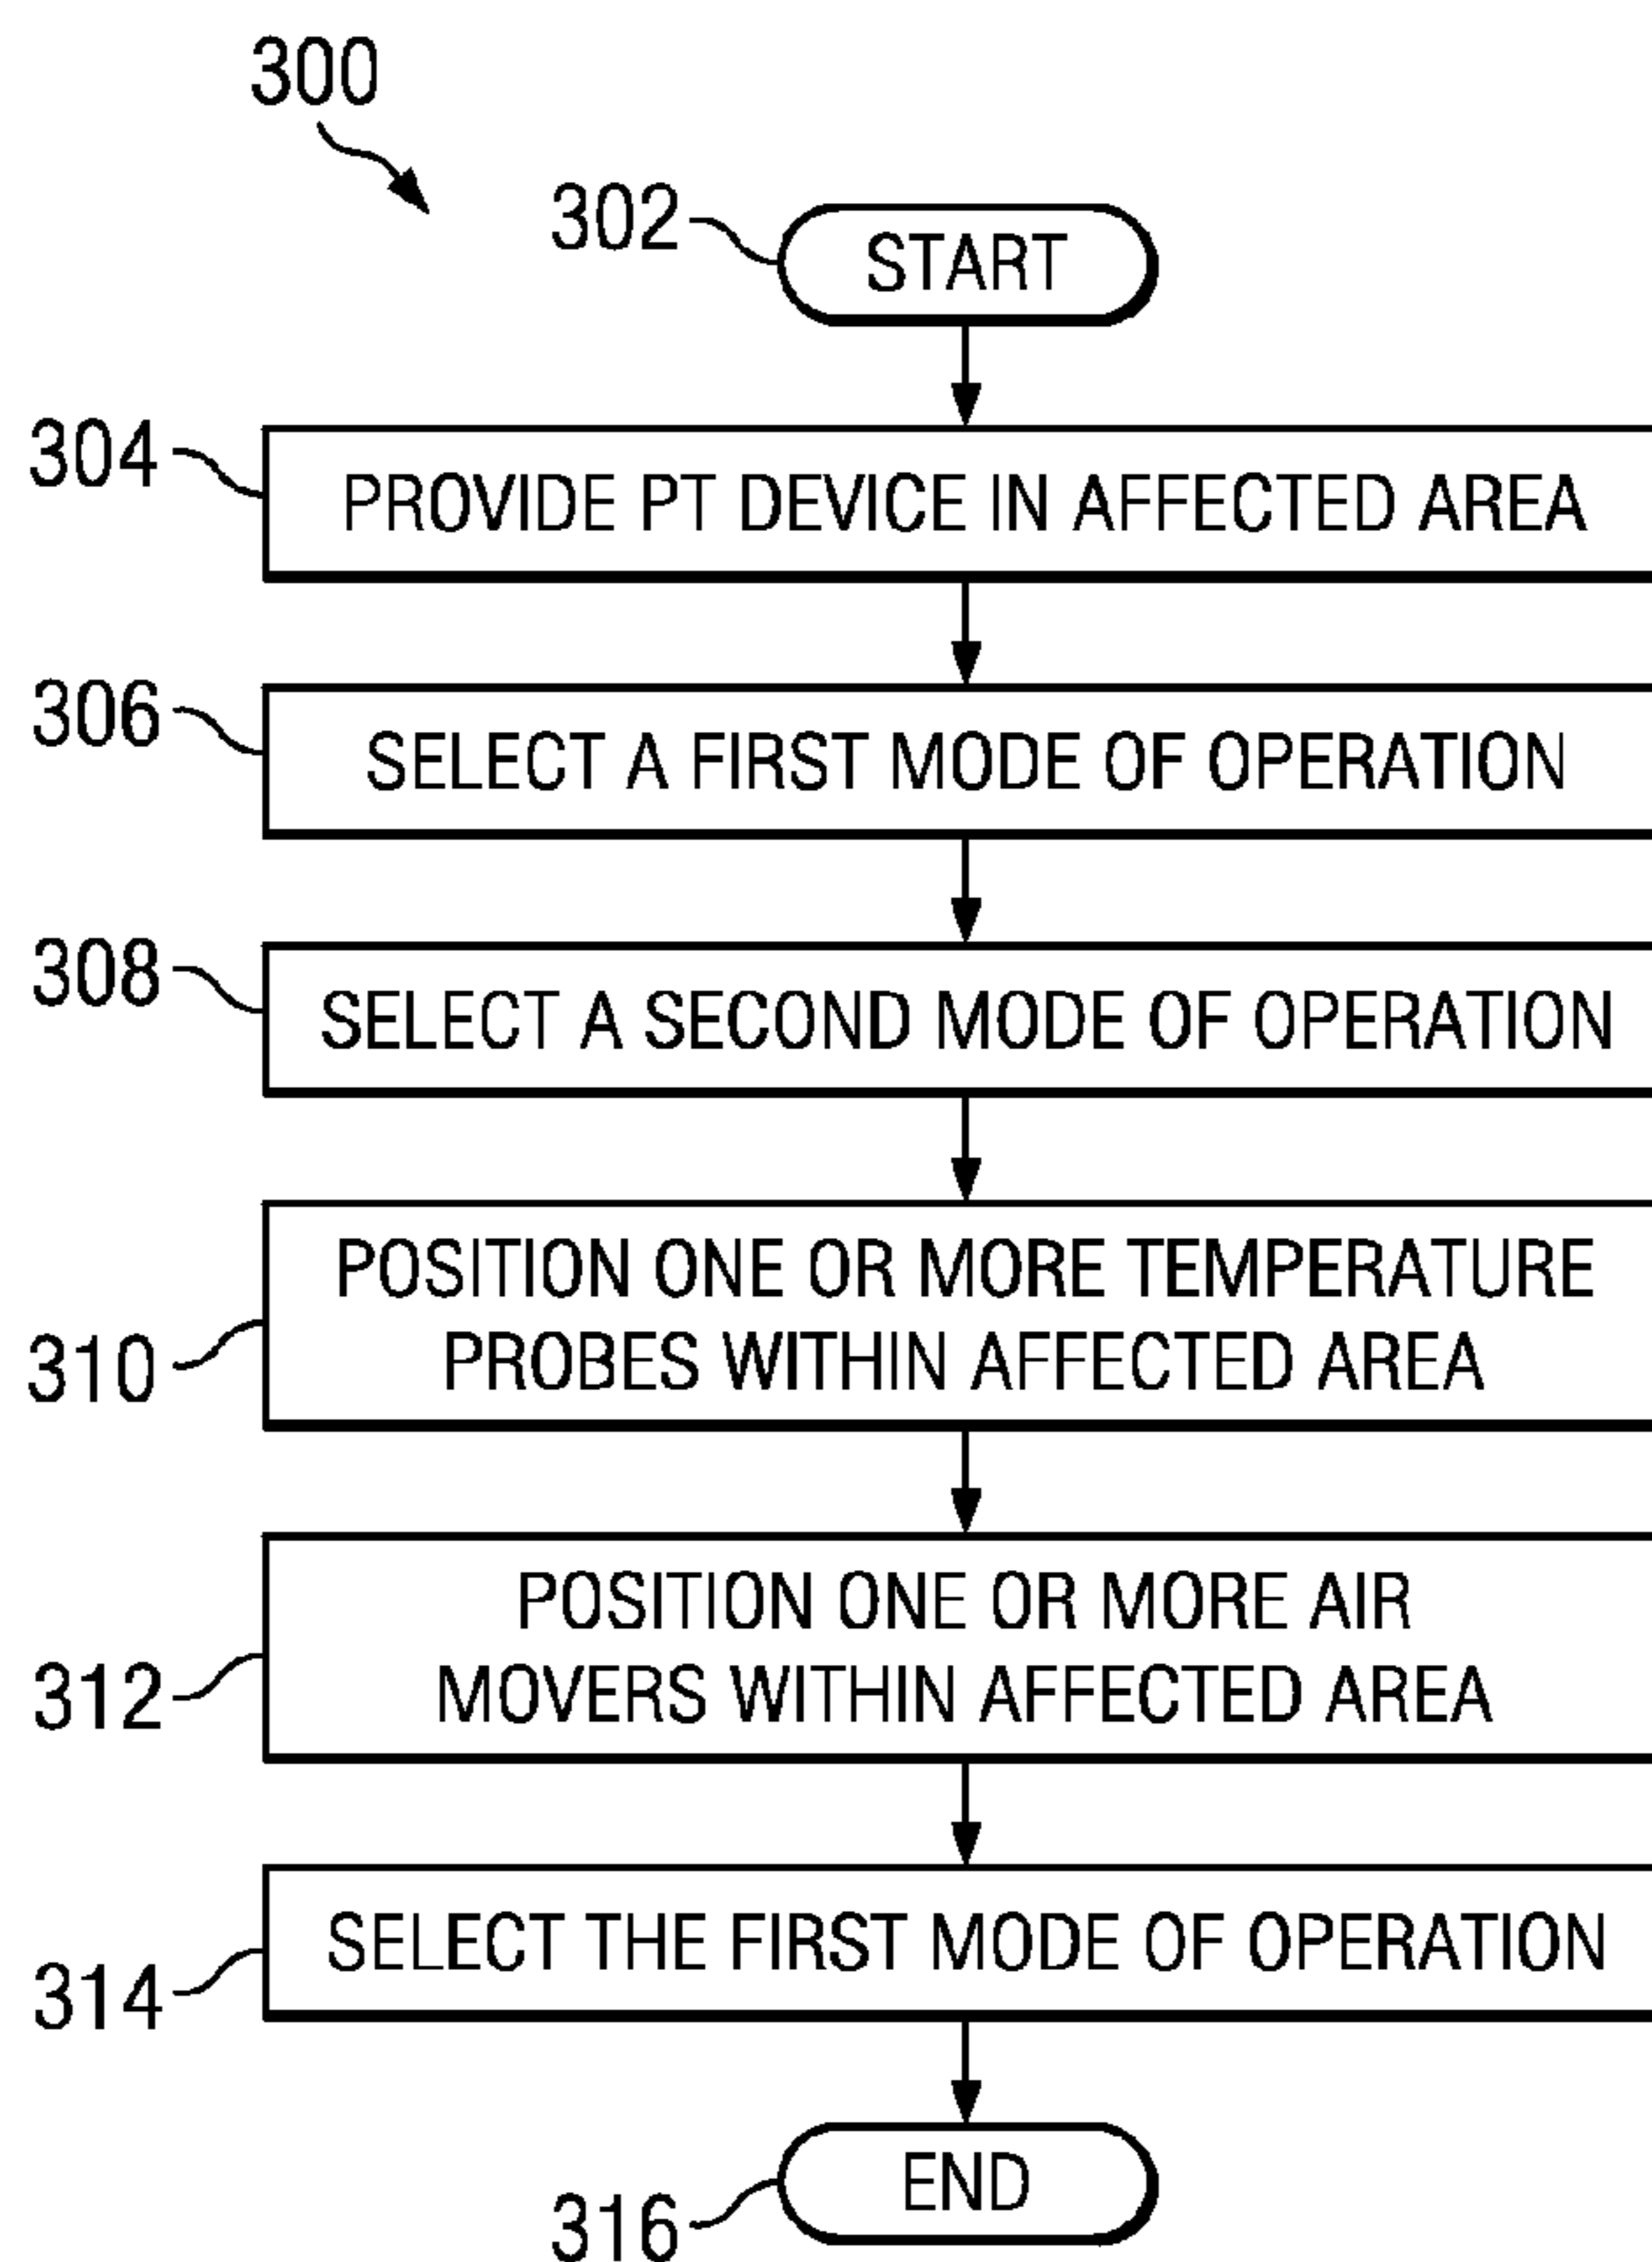 300
302
START
304
PROVIDE PT DEVICE IN AFFECTED AREA
306
SELECT A FIRST MODE OF OPERATION
308
SELECT A SECOND MODE OF OPERATION
310
POSITION ONE OR MORE TEMPERATURE
PROBES WITHIN AFFECTED AREA
312
POSITION ONE OR MORE AIR
MOVERS WITHIN AFFECTED AREA
314
SELECT THE FIRST MODE OF OPERATION
316
END